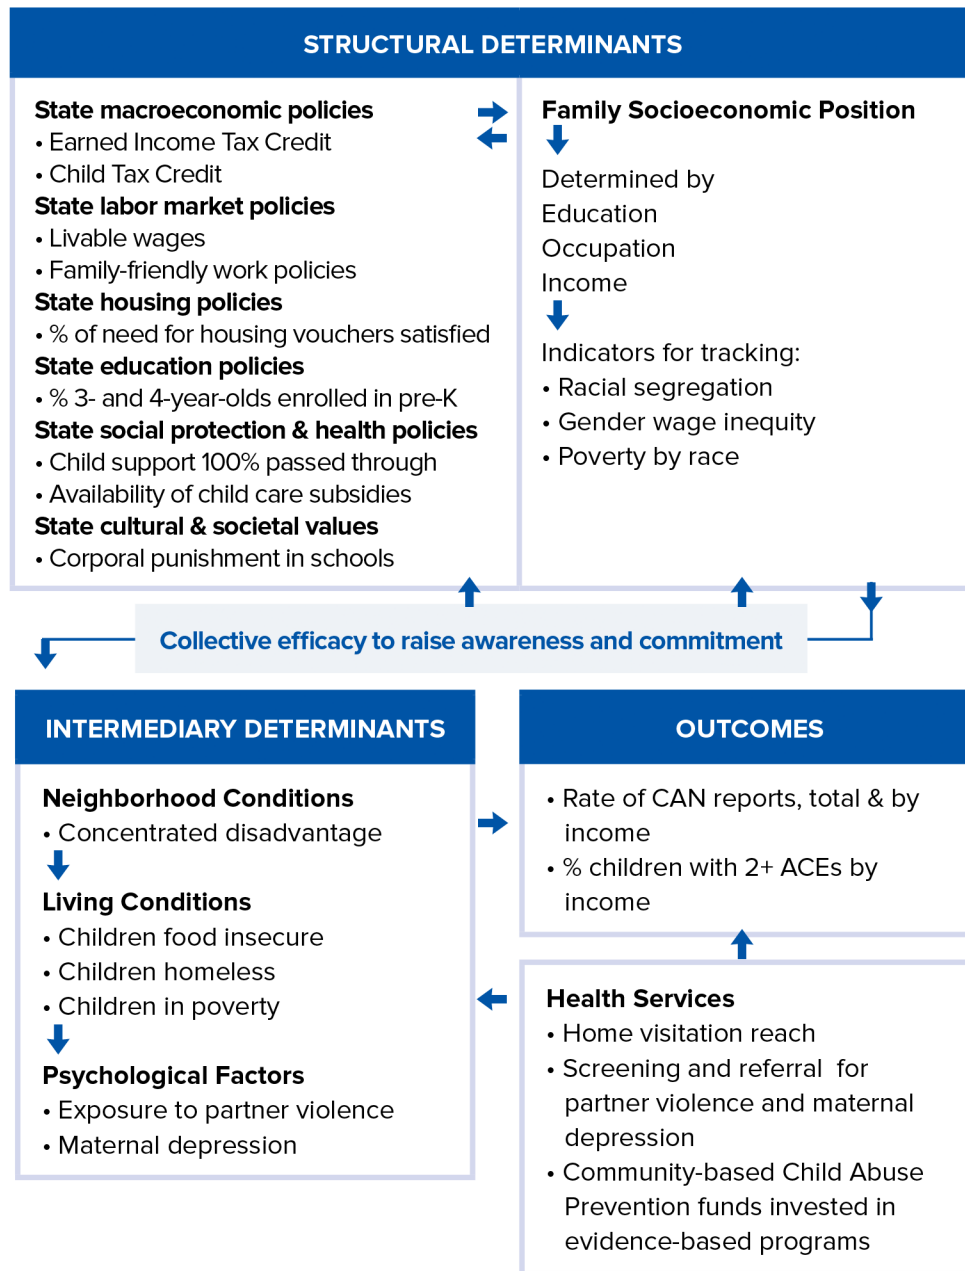 STRUCTURAL DETERMINANTS
State macroeconomic policies
• Earned Income Tax Credit
• Child Tax Credit
State labor market policies
• Livable wages
• Family-friendly work policies
State housing policies
• % of need for housing vouchers satisfied
State education policies
• % 3- and 4-year-olds enrolled in pre-K
State social protection & health policies
• Child support 100% passed through
• Availability of child care subsidies
State cultural & societal values
• Corporal punishment in schools
Family Socioeconomic Position
Determined by
Education
Occupation
Income
Indicators for tracking:
• Racial segregation
• Gender wage inequity
• Poverty by race
Collective efficacy to raise awareness and commitment
INTERMEDIARY DETERMINANTS
Neighborhood Conditions
• Concentrated disadvantage
Living Conditions
• Children food insecure
• Children homeless
• Children in poverty
Psychological Factors
• Exposure to partner violence
• Maternal depression
OUTCOMES
• Rate of CAN reports, total & by
income
• % children with 2+ ACEs by
income
Health Services
• Home visitation reach
• Screening and referral for
partner violence and maternal
depression
• Community-based Child Abuse
Prevention funds invested in
evidence-based programs